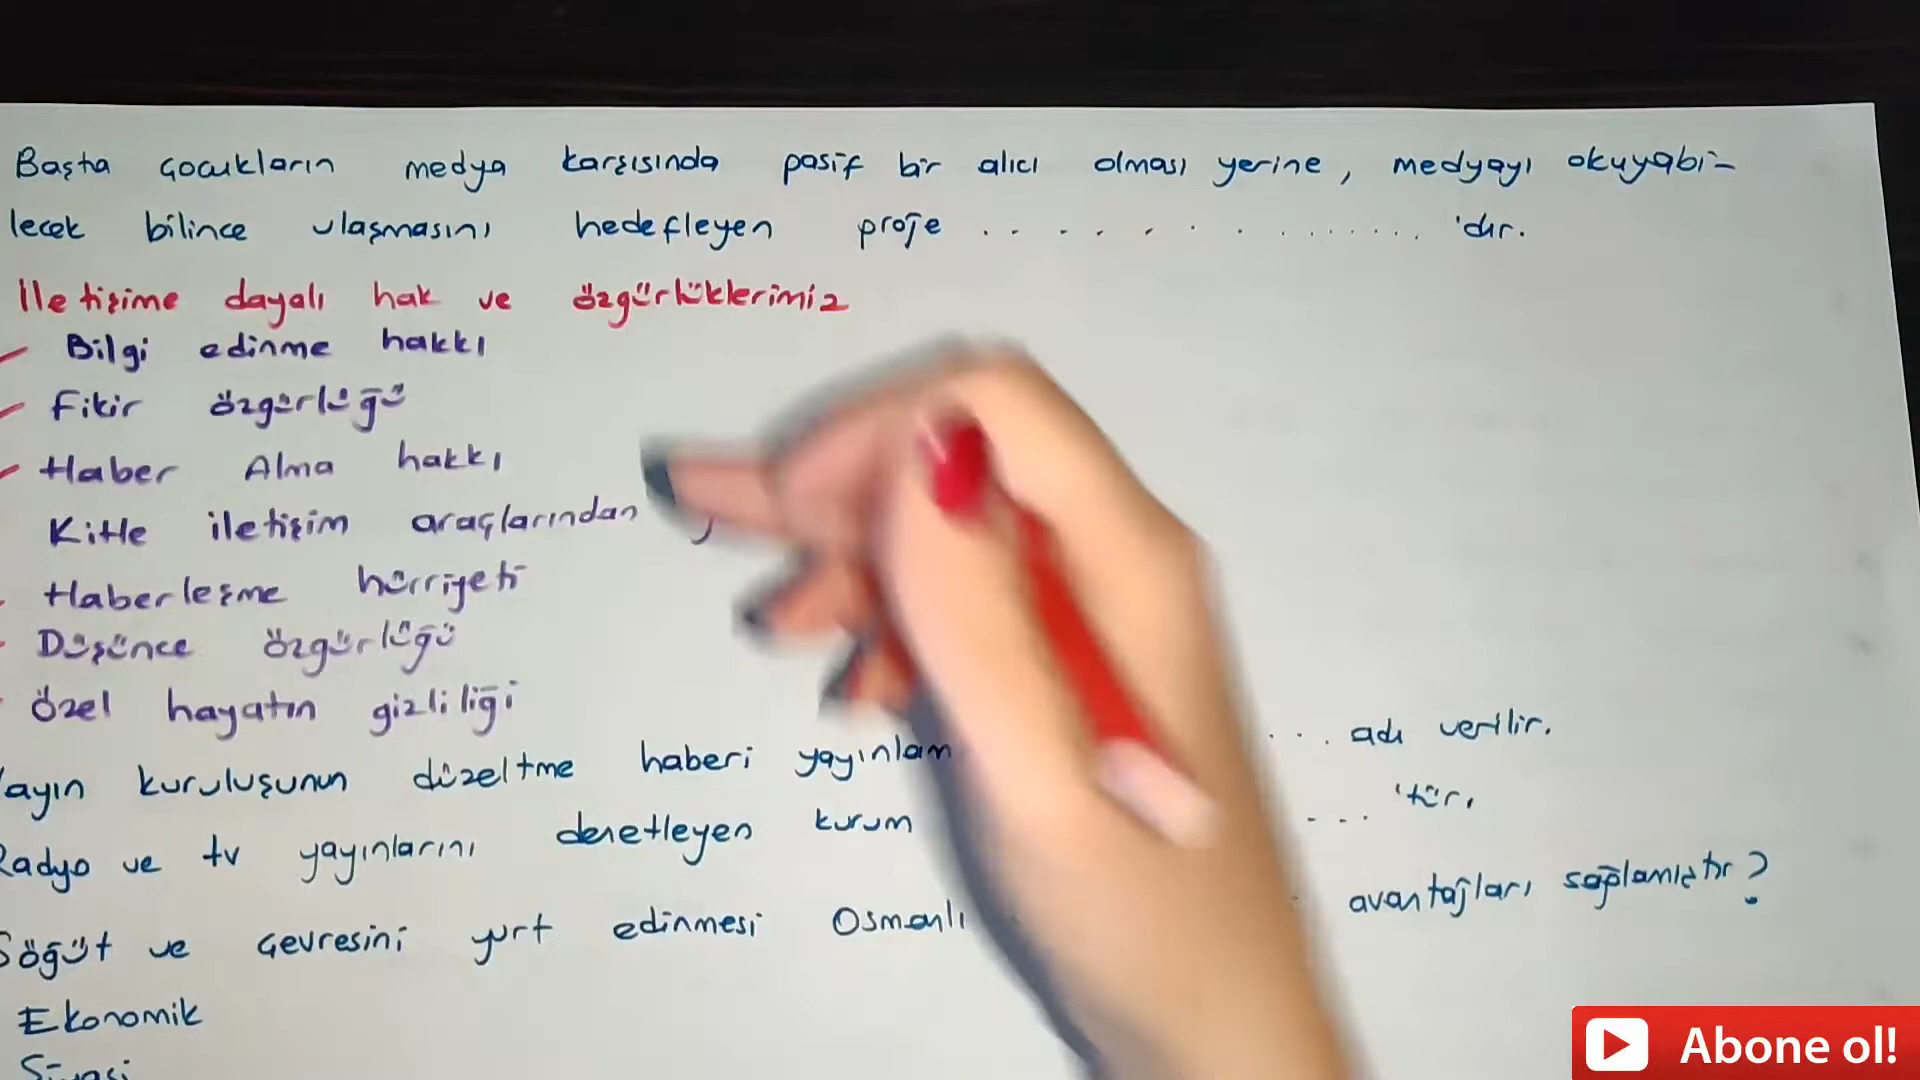 Başta çocukların medya karşısında pasif bir alıcı olması yerine, medyayı okuyabi-
lecek bilince ulaşmasını hedefleyen proje . . . . . . . . . . . . . . . . 'dır.
İletişime dayalı hak ve özgürlüklerimiz
Bilgi edinme hakkı
Fikir özgürlüğü
Haber Alma hakkı
Kitle iletişim araçlarından
Haberleşme hürriyeti
Düşünce özgürlüğü
Özel hayatın gizliliği
Yayın kuruluşunun düzeltme haberi yayınlam . . . adı verilir.
Radyo ve tv yayınlarını denetleyen kurum . . . 'tür.
Söğüt ve çevresini yurt edinmesi Osmanlı avantajları sağlamıştır?
Ekonomik
Siyasi
Abone ol!